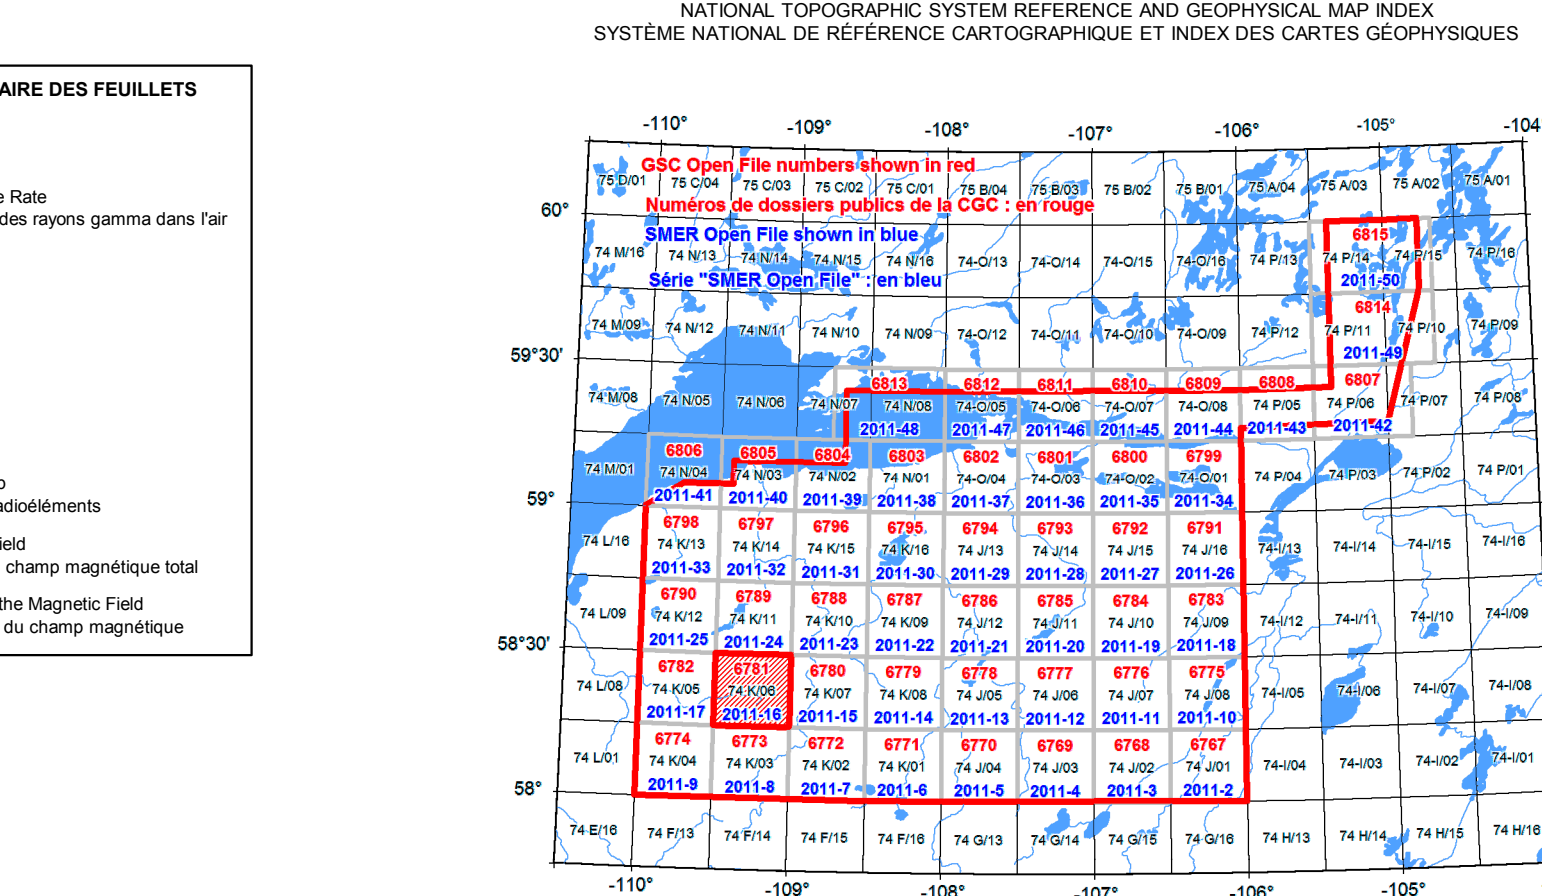 NATIONAL TOPOGRAPHIC SYSTEM REFERENCE AND GEOPHYSICAL MAP INDEX
SYSTÈME NATIONAL DE RÉFÉRENCE CARTOGRAPHIQUE ET INDEX DES CARTES GÉOPHYSIQUES
AIRE DES FEUILLETS
e Rate
des rayons gamma dans l'air
adioéléments
ield
champ magnétique total
the Magnetic Field
du champ magnétique
-110° -109° -108° -107° -106° -105° -104
GSC Open File numbers shown in red
75 D/01 75 C/04 75 C/03 75 C/02 75 C/01 75 B/04 75 B/03 75 B/02 75 B/01 75 A/04 75 A/03 75 A/02 75 A/01
Numéros de dossiers publics de la CGC : en rouge
60°
SMER Open File shown in blue
6815
74 M/16 74 N/13 74 N/14 74 N/15 74 N/16 74-O/13 74-O/14 74-O/15 74-O/16 74 P/13 74 P/14 74 P/15 74 P/16
Série "SMER Open File" : en bleu
2011-50
6814
74 M/09 74 N/12 74 N/11 74 N/10 74 N/09 74-O/12 74-O/11 74-O/10 74-O/09 74 P/12 74 P/11 74 P/10 74 P/09
59°30'
2011-49
6813 6812 6811 6810 6809 6808 6807
74 M/08 74 N/05 74 N/06 74 N/07 74 N/08 74-O/05 74-O/06 74-O/07 74-O/08 74 P/05 74 P/06 74 P/07 74 P/08
2011-48 2011-47 2011-46 2011-45 2011-44 2011-43 2011-42
6806 6805 6804 6803 6802 6801 6800 6799
74 M/01 74 N/04 74 N/03 74 N/02 74 N/01 74-O/04 74-O/03 74-O/02 74-O/01 74 P/04 74 P/03 74 P/02 74 P/01
59°
2011-41 2011-40 2011-39 2011-38 2011-37 2011-36 2011-35 2011-34
6798 6797 6796 6795 6794 6793 6792 6791
74 L/16 74 K/13 74 K/14 74 K/15 74 K/16 74 J/13 74 J/14 74 J/15 74 J/16 74-I/13 74-I/14 74-I/15 74-I/16
2011-33 2011-32 2011-31 2011-30 2011-29 2011-28 2011-27 2011-26
6790 6789 6788 6787 6786 6785 6784 6783
74 L/09 74 K/12 74 K/11 74 K/10 74 K/09 74 J/12 74 J/11 74 J/10 74 J/09 74-I/12 74-I/11 74-I/10 74-I/09
58°30'
2011-25 2011-24 2011-23 2011-22 2011-21 2011-20 2011-19 2011-18
6782 6781 6780 6779 6778 6777 6776 6775
74 L/08 74 K/05 74 K/06 74 K/07 74 K/08 74 J/05 74 J/06 74 J/07 74 J/08 74-I/05 74-I/06 74-I/07 74-I/08
2011-17 2011-16 2011-15 2011-14 2011-13 2011-12 2011-11 2011-10
6774 6773 6772 6771 6770 6769 6768 6767
74 L/01 74 K/04 74 K/03 74 K/02 74 K/01 74 J/04 74 J/03 74 J/02 74 J/01 74-I/04 74-I/03 74-I/02 74-I/01
58°
2011-9 2011-8 2011-7 2011-6 2011-5 2011-4 2011-3 2011-2
74 E/16 74 F/13 74 F/14 74 F/15 74 F/16 74 G/13 74 G/14 74 G/15 74 G/16 74 H/13 74 H/14 74 H/15 74 H/16
-110° -109° -108° -107° -106° -105°